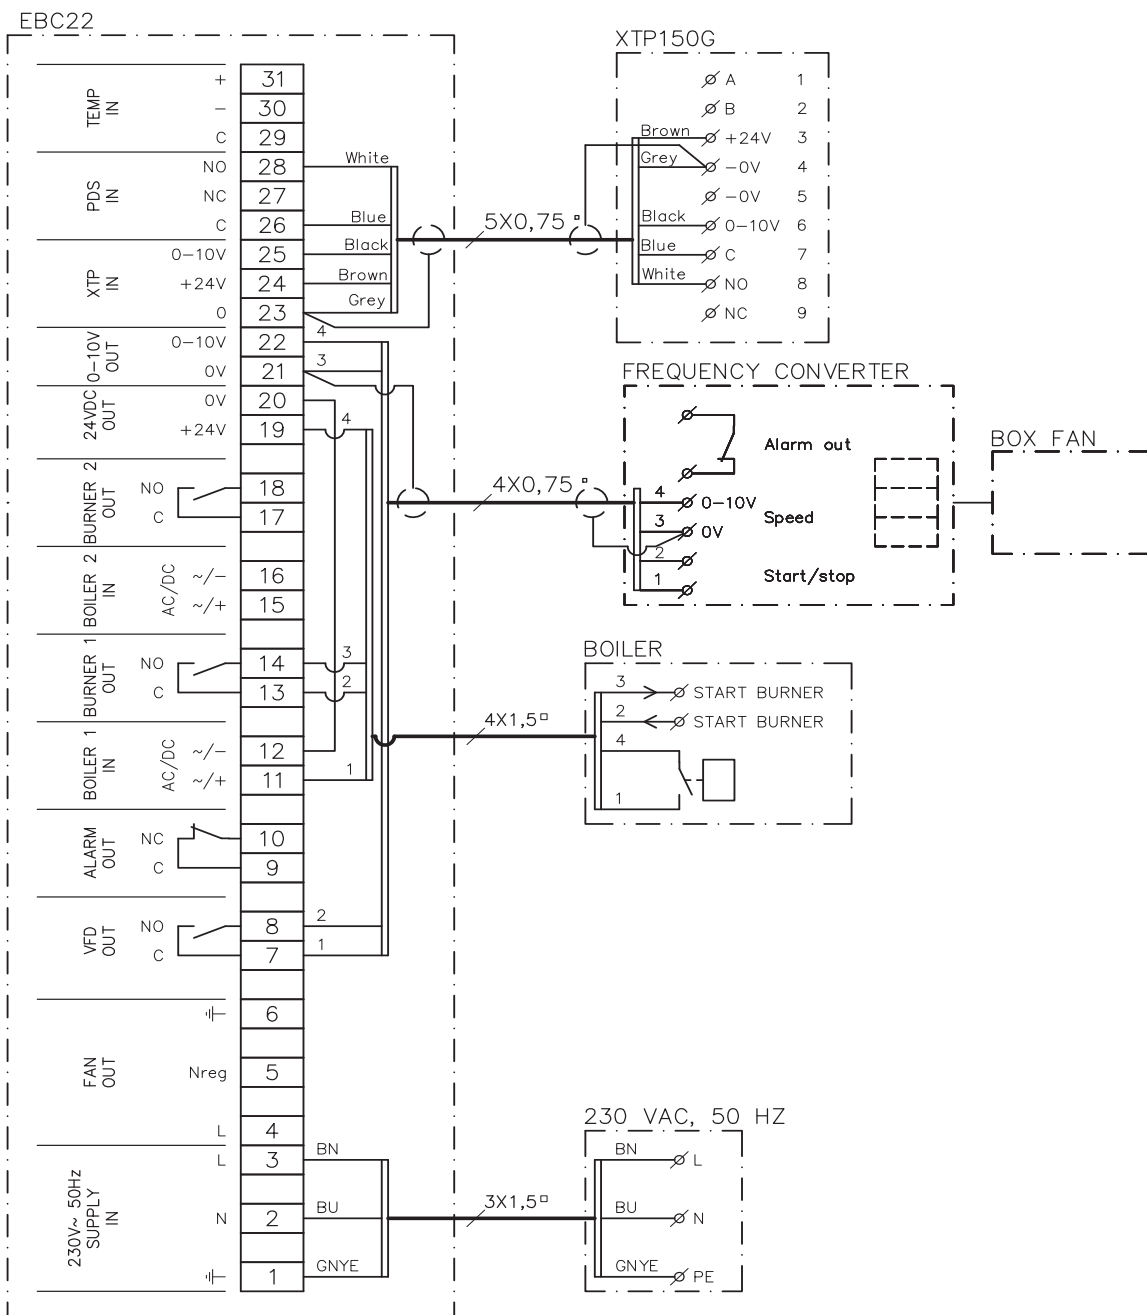 EBC22
TEMP
IN
+ 31
− 30
C 29
PDS
IN
NO 28 White
NC 27
C 26 Blue
XTP
IN
0−10V 25 Black
+24V 24 Brown
0 23 Grey
0−10V
OUT
0−10V 22 4
0V 21 3
24VDC
OUT
0V 20
+24V 19 4
BURNER 2
OUT
NO 18
C 17
BOILER 2
IN
AC/DC
~/− 16
~/+ 15
BURNER 1
OUT
NO 14 3
C 13 2
BOILER 1
IN
AC/DC
~/− 12
~/+ 11 1
ALARM
OUT
NC 10
C 9
VFD
OUT
NO 8 2
C 7 1
FAN
OUT
6
Nreg 5
L 4
230V~ 50Hz
SUPPLY
IN
L 3 BN
N 2 BU
1 GNYE
5X0,75 ▫
XTP150G
A 1
B 2
Brown +24V 3
Grey −0V 4
−0V 5
Black 0−10V 6
Blue C 7
White NO 8
NC 9
4X0,75 ▫
FREQUENCY CONVERTER
Alarm out
4 0−10V
Speed
3 0V
2
Start/stop
1
BOX FAN
4X1,5▫
BOILER
3 START BURNER
2 START BURNER
4
1
3X1,5▫
230 VAC, 50 HZ
BN L
BU N
GNYE PE